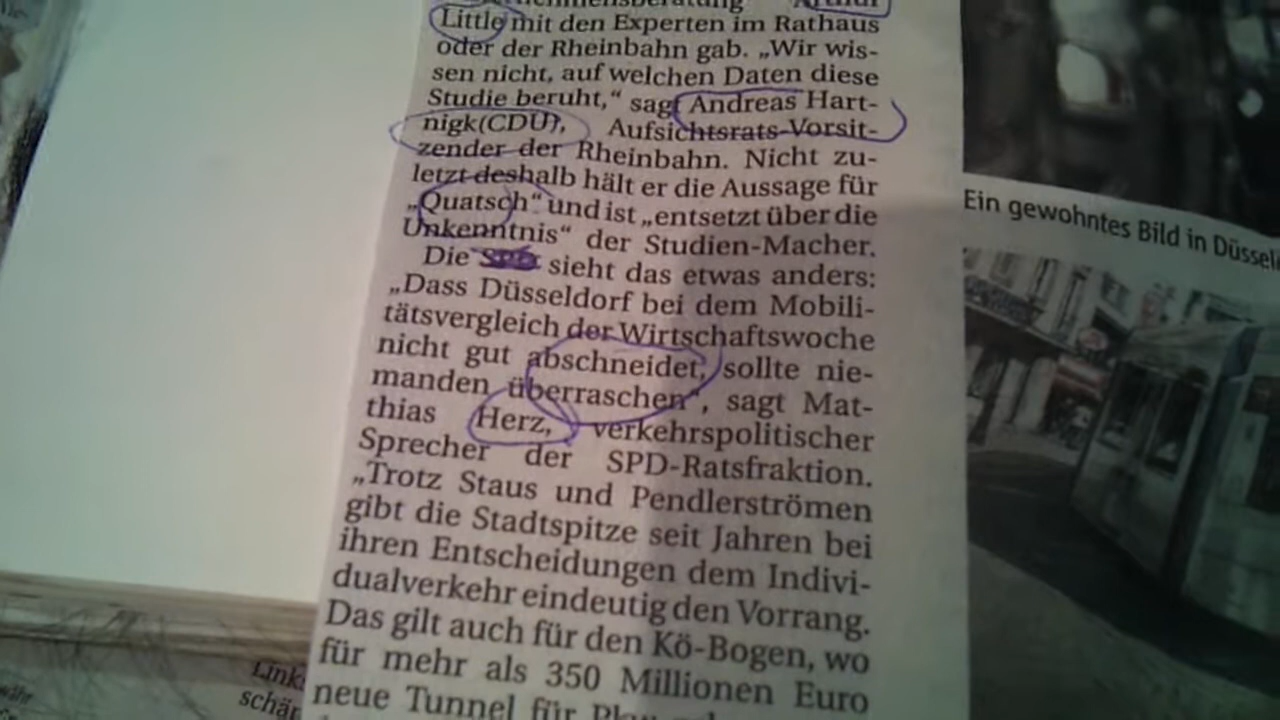 Arthur
Little mit den Experten im Rathaus
oder der Rheinbahn gab. „Wir wis-
sen nicht, auf welchen Daten diese
Studie beruht,“ sagt Andreas Hart-
nigk(CDU), Aufsichtsrats-Vorsit-
zender der Rheinbahn. Nicht zu-
letzt deshalb hält er die Aussage für
„Quatsch“ und ist „entsetzt über die
Unkenntnis“ der Studien-Macher.
Die SPD sieht das etwas anders:
„Dass Düsseldorf bei dem Mobili-
tätsvergleich der Wirtschaftswoche
nicht gut abschneidet, sollte nie-
manden überraschen“, sagt Mat-
thias Herz, verkehrspolitischer
Sprecher der SPD-Ratsfraktion.
„Trotz Staus und Pendlerströmen
gibt die Stadtspitze seit Jahren bei
ihren Entscheidungen dem Indivi-
dualverkehr eindeutig den Vorrang.
Das gilt auch für den Kö-Bogen, wo
für mehr als 350 Millionen Euro
neue Tunnel für
Ein gewohntes Bild in Düssel
Link
schär